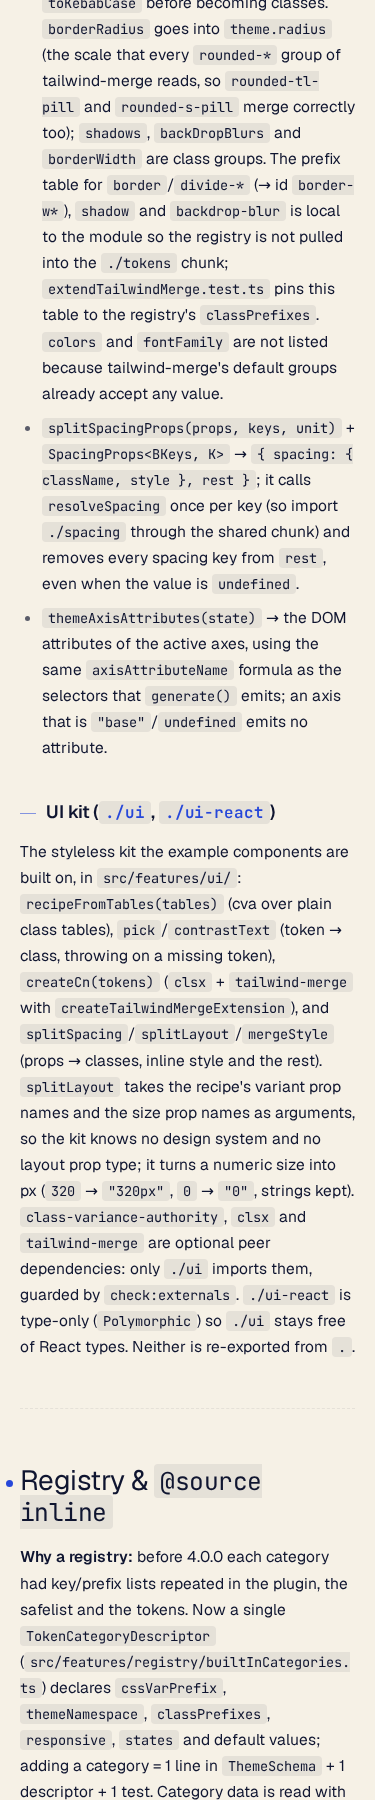 toKebabCase before becoming classes.
borderRadius goes into theme.radius
(the scale that every rounded-* group of
tailwind-merge reads, so rounded-tl-
pill and rounded-s-pill merge correctly
too); shadows, backDropBlurs and
borderWidth are class groups. The prefix
table for border/divide-* (→ id border-
w*), shadow and backdrop-blur is local
to the module so the registry is not pulled
into the ./tokens chunk;
extendTailwindMerge.test.ts pins this
table to the registry's classPrefixes.
colors and fontFamily are not listed
because tailwind-merge's default groups
already accept any value.
• splitSpacingProps(props, keys, unit) +
SpacingProps<BKeys, K> → { spacing: {
className, style }, rest }; it calls
resolveSpacing once per key (so import
./spacing through the shared chunk) and
removes every spacing key from rest,
even when the value is undefined.
• themeAxisAttributes(state) → the DOM
attributes of the active axes, using the
same axisAttributeName formula as the
selectors that generate() emits; an axis
that is "base"/undefined emits no
attribute.
— UI kit (./ui, ./ui-react)
The styleless kit the example components are
built on, in src/features/ui/:
recipeFromTables(tables) (cva over plain
class tables), pick/contrastText (token →
class, throwing on a missing token),
createCn(tokens) (clsx + tailwind-merge
with createTailwindMergeExtension), and
splitSpacing/splitLayout/mergeStyle
(props → classes, inline style and the rest).
splitLayout takes the recipe's variant prop
names and the size prop names as arguments,
so the kit knows no design system and no
layout prop type; it turns a numeric size into
px (320 → "320px", 0 → "0", strings kept).
class-variance-authority, clsx and
tailwind-merge are optional peer
dependencies: only ./ui imports them,
guarded by check:externals. ./ui-react is
type-only (Polymorphic) so ./ui stays free
of React types. Neither is re-exported from ..
Registry & @source
inline
Why a registry: before 4.0.0 each category
had key/prefix lists repeated in the plugin, the
safelist and the tokens. Now a single
TokenCategoryDescriptor
(src/features/registry/builtInCategories.
ts) declares cssVarPrefix,
themeNamespace, classPrefixes,
responsive, states and default values;
adding a category = 1 line in ThemeSchema + 1
descriptor + 1 test. Category data is read with